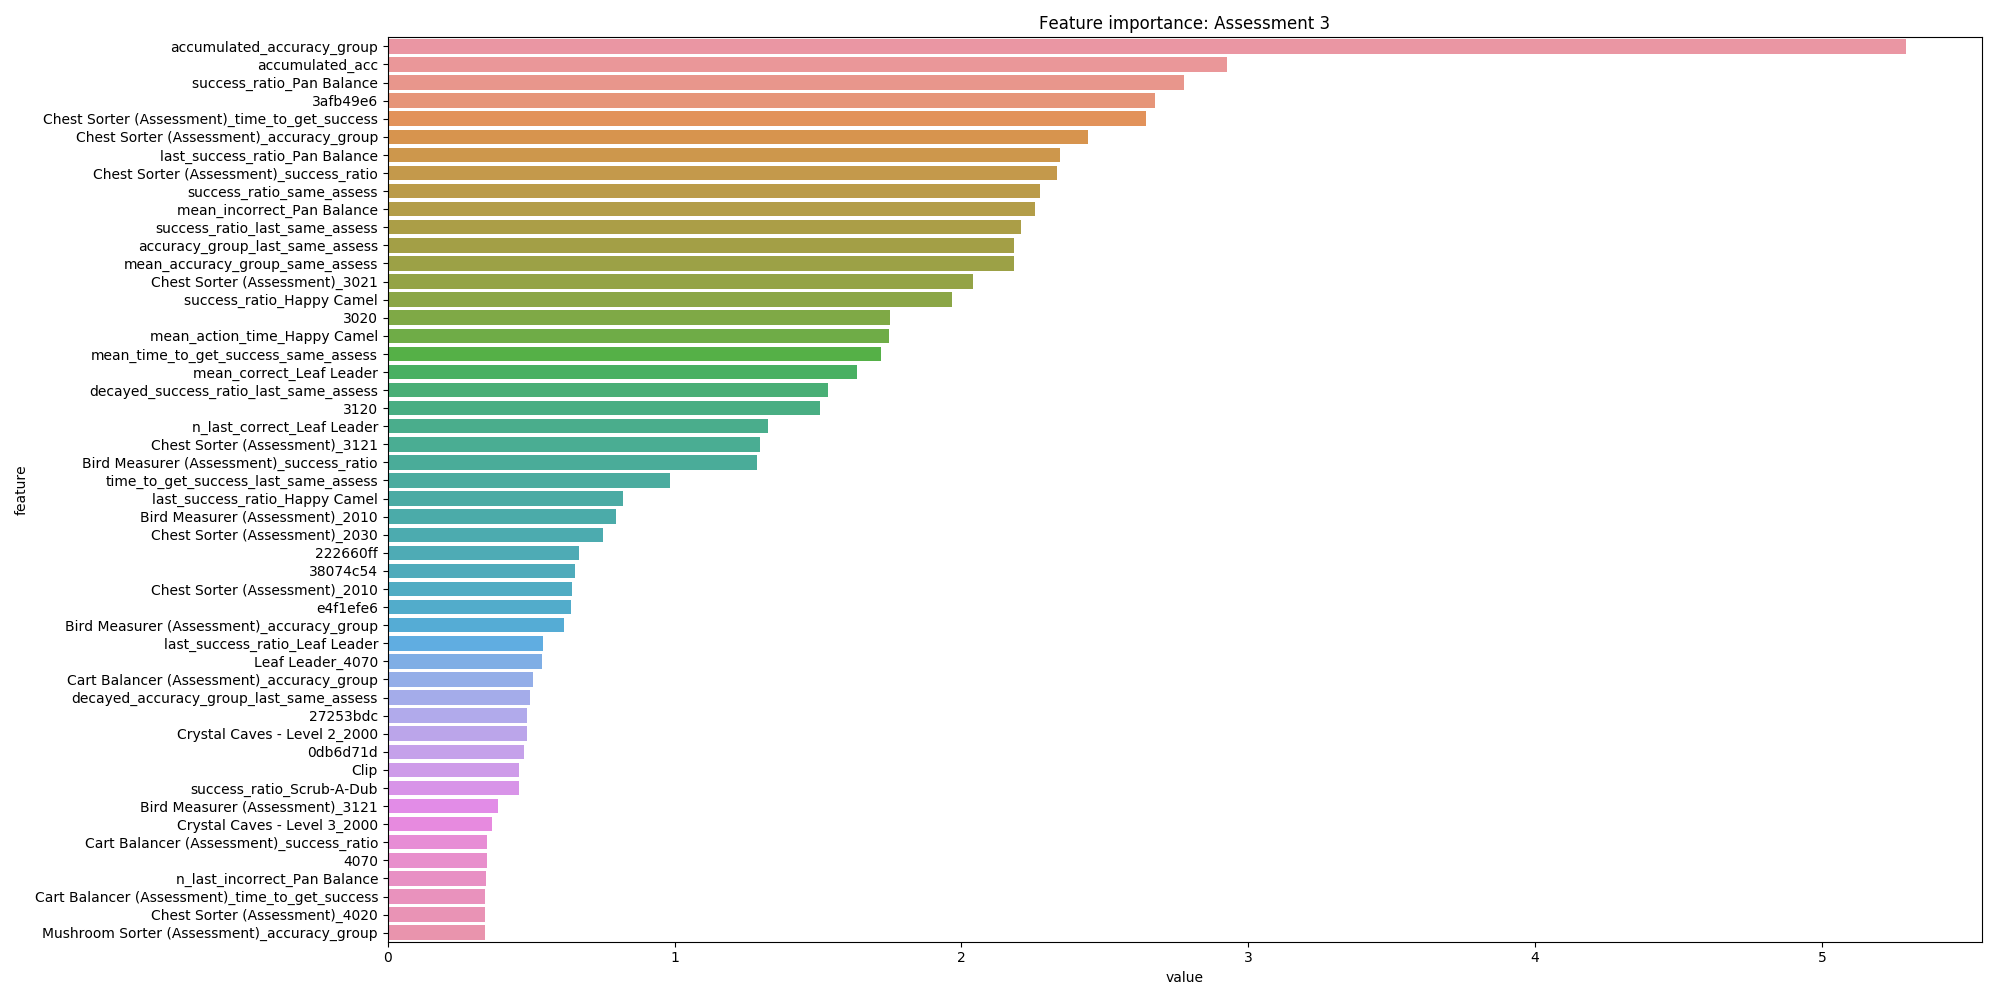 Feature importance: Assessment 3
accumulated_accuracy_group
accumulated_acc
success_ratio_Pan Balance
3afb49e6
Chest Sorter (Assessment)_time_to_get_success
Chest Sorter (Assessment)_accuracy_group
last_success_ratio_Pan Balance
Chest Sorter (Assessment)_success_ratio
success_ratio_same_assess
mean_incorrect_Pan Balance
success_ratio_last_same_assess
accuracy_group_last_same_assess
mean_accuracy_group_same_assess
Chest Sorter (Assessment)_3021
success_ratio_Happy Camel
3020
mean_action_time_Happy Camel
mean_time_to_get_success_same_assess
mean_correct_Leaf Leader
decayed_success_ratio_last_same_assess
3120
n_last_correct_Leaf Leader
Chest Sorter (Assessment)_3121
Bird Measurer (Assessment)_success_ratio
time_to_get_success_last_same_assess
last_success_ratio_Happy Camel
Bird Measurer (Assessment)_2010
Chest Sorter (Assessment)_2030
222660ff
38074c54
Chest Sorter (Assessment)_2010
e4f1efe6
Bird Measurer (Assessment)_accuracy_group
last_success_ratio_Leaf Leader
Leaf Leader_4070
Cart Balancer (Assessment)_accuracy_group
decayed_accuracy_group_last_same_assess
27253bdc
Crystal Caves - Level 2_2000
0db6d71d
Clip
success_ratio_Scrub-A-Dub
Bird Measurer (Assessment)_3121
Crystal Caves - Level 3_2000
Cart Balancer (Assessment)_success_ratio
4070
n_last_incorrect_Pan Balance
Cart Balancer (Assessment)_time_to_get_success
Chest Sorter (Assessment)_4020
Mushroom Sorter (Assessment)_accuracy_group
feature
0 1 2 3 4 5
value